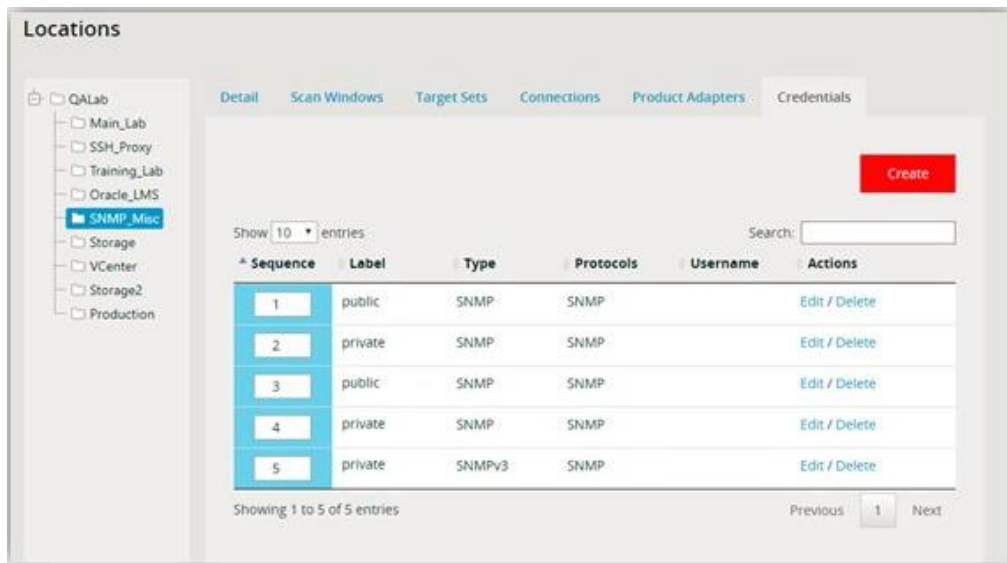 Locations
QALab
Main_Lab
SSH_Proxy
Training_Lab
Oracle_LMS
SNMP_Misc
Storage
VCenter
Storage2
Production
Detail Scan Windows Target Sets Connections Product Adapters Credentials
Create
Show 10 entries Search:
Sequence Label Type Protocols Username Actions
1 public SNMP SNMP Edit / Delete
2 private SNMP SNMP Edit / Delete
3 public SNMP SNMP Edit / Delete
4 private SNMP SNMP Edit / Delete
5 private SNMPv3 SNMP Edit / Delete
Showing 1 to 5 of 5 entries Previous 1 Next